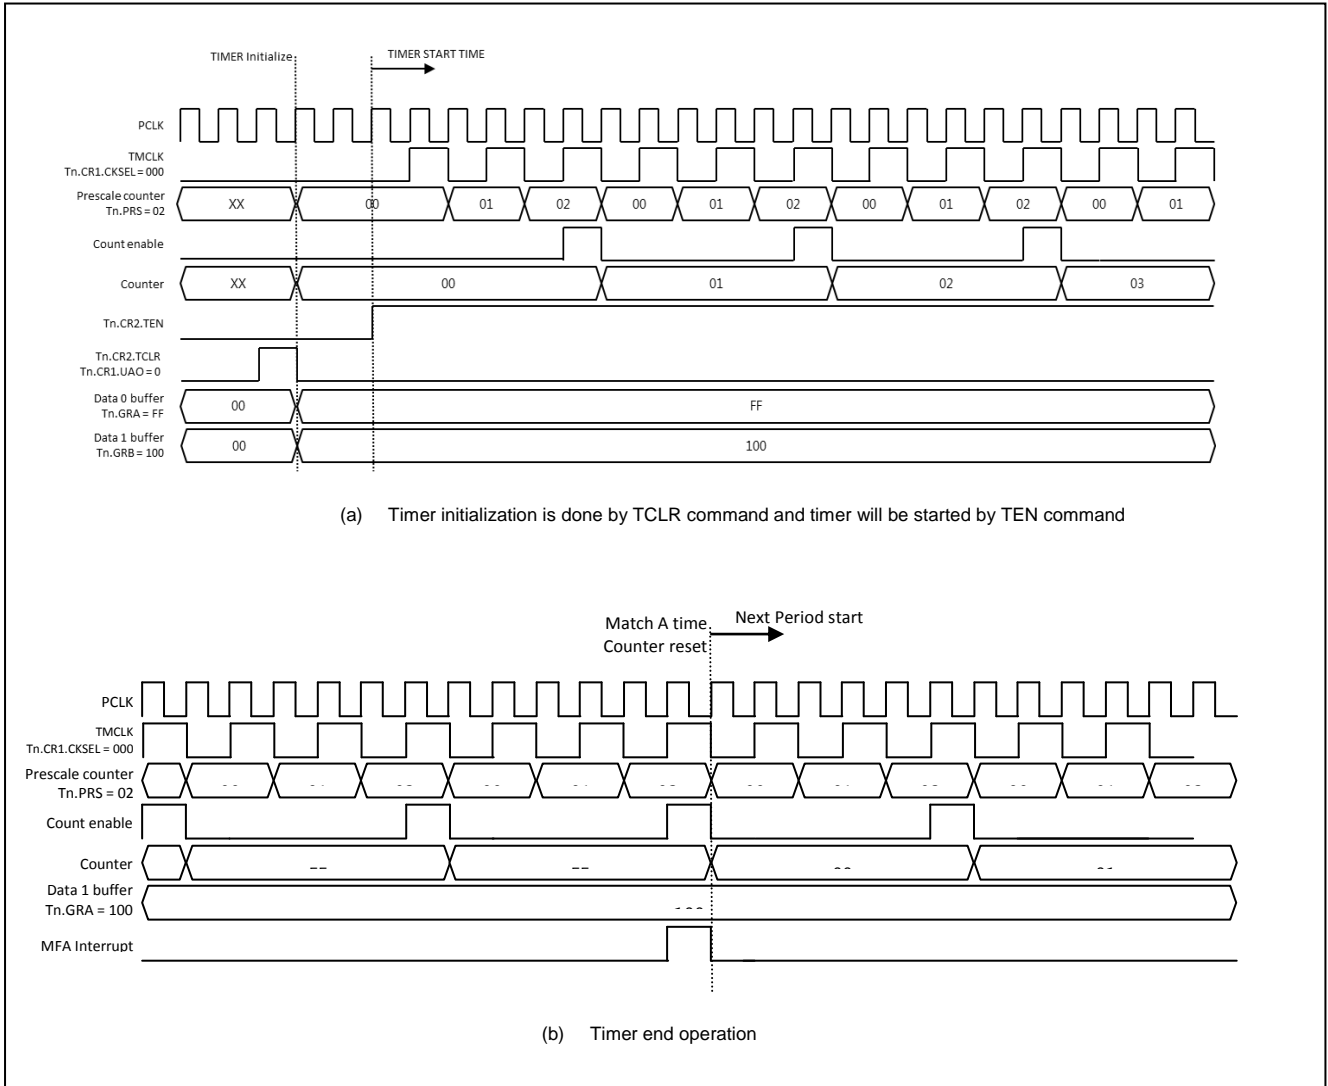 TIMER Initialize
TIMER START TIME
PCLK
TMCLK
Tn.CR1.CKSEL = 000
Prescale counter
Tn.PRS = 02
XX 00 01 02 00 01 02 00 01 02 00 01
Count enable
Counter
XX 00 01 02 03
Tn.CR2.TEN
Tn.CR2.TCLR
Tn.CR1.UAO = 0
Data 0 buffer
Tn.GRA = FF
00 FF
Data 1 buffer
Tn.GRB = 100
00 100
(a) Timer initialization is done by TCLR command and timer will be started by TEN command
Match A time
Counter reset
Next Period start
PCLK
TMCLK
Tn.CR1.CKSEL = 000
Prescale counter
Tn.PRS = 02
Count enable
Counter
Data 1 buffer
Tn.GRA = 100
MFA Interrupt
(b) Timer end operation